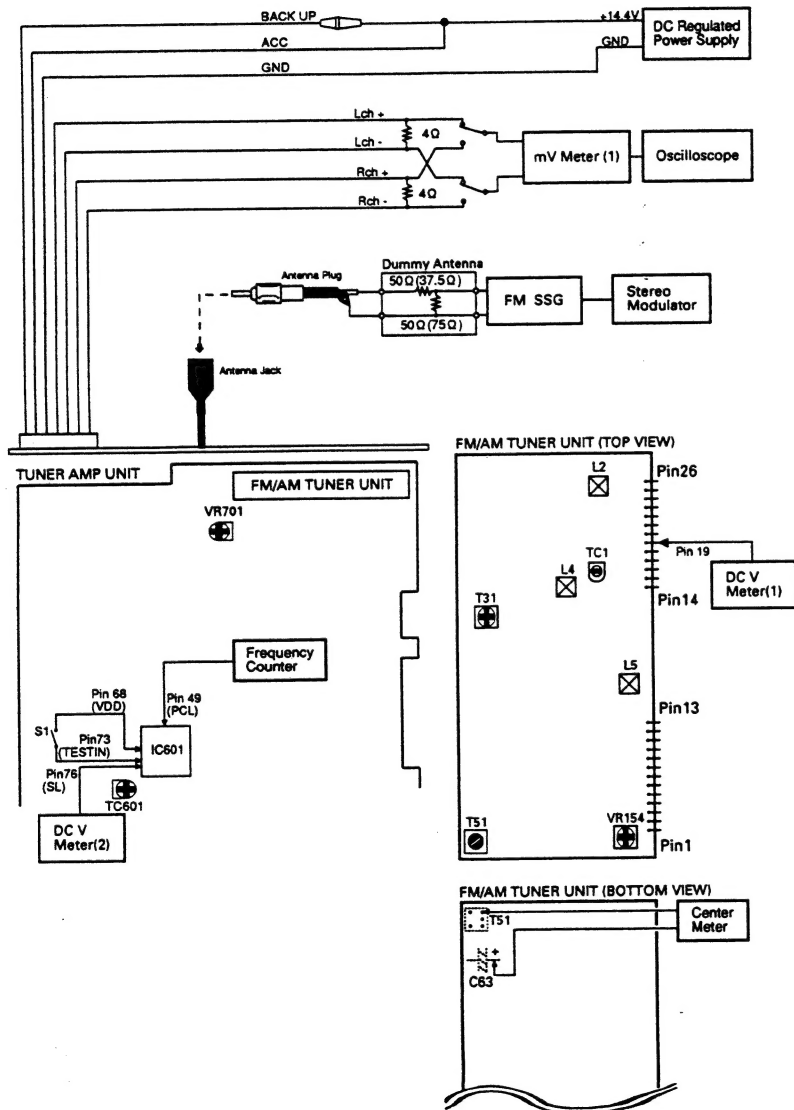 BACK UP
+14.4V
DC Regulated
Power Supply
ACC
GND
GND
Lch +
4Ω
Lch -
mV Meter (1)
Oscilloscope
Rch +
4Ω
Rch -
Dummy Antenna
Antenna Plug
50Ω(37.5Ω)
FM SSG
Stereo
Modulator
50Ω(75Ω)
Antenna Jack
FM/AM TUNER UNIT (TOP VIEW)
TUNER AMP UNIT
FM/AM TUNER UNIT
VR701
L2
Pin26
TC1
Pin 19
L4
DC V
Meter(1)
T31
Pin14
Frequency
Counter
L5
Pin 68
(VDD)
Pin 49
(PCL)
Pin13
S1
Pin73
(TESTIN)
IC601
Pin76
(SL)
TC601
DC V
Meter(2)
T51
VR154
Pin1
FM/AM TUNER UNIT (BOTTOM VIEW)
T51
Center
Meter
+
C63